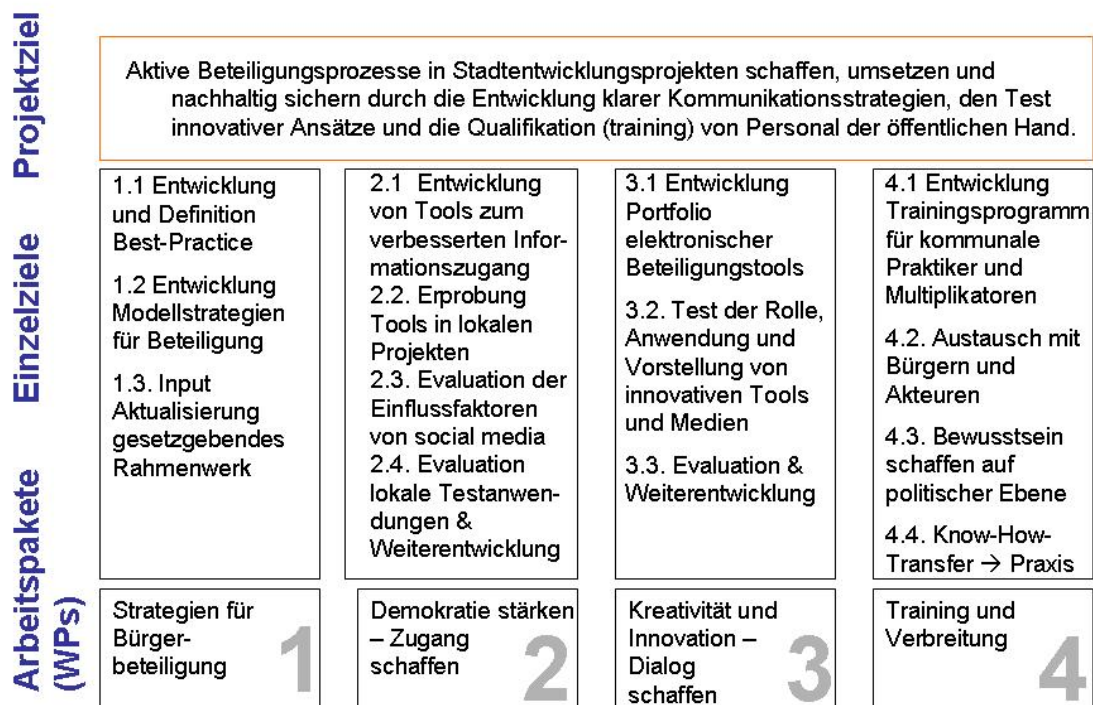 Projektziel
Aktive Beteiligungsprozesse in Stadtentwicklungsprojekten schaffen, umsetzen und
nachhaltig sichern durch die Entwicklung klarer Kommunikationsstrategien, den Test
innovativer Ansätze und die Qualifikation (training) von Personal der öffentlichen Hand.
Einzelziele
1.1 Entwicklung
und Definition
Best-Practice
1.2 Entwicklung
Modellstrategien
für Beteiligung
1.3. Input
Aktualisierung
gesetzgebendes
Rahmenwerk
2.1 Entwicklung
von Tools zum
verbesserten Infor-
mationszugang
2.2. Erprobung
Tools in lokalen
Projekten
2.3. Evaluation der
Einflussfaktoren
von social media
2.4. Evaluation
lokale Testanwen-
dungen &
Weiterentwicklung
3.1 Entwicklung
Portfolio
elektronischer
Beteiligungstools
3.2. Test der Rolle,
Anwendung und
Vorstellung von
innovativen Tools
und Medien
3.3. Evaluation &
Weiterentwicklung
4.1 Entwicklung
Trainingsprogramm
für kommunale
Praktiker und
Multiplikatoren
4.2. Austausch mit
Bürgern und
Akteuren
4.3. Bewusstsein
schaffen auf
politischer Ebene
4.4. Know-How-
Transfer → Praxis
Arbeitspakete
(WPs)
Strategien für
Bürger-
beteiligung
1
Demokratie stärken
– Zugang
schaffen
2
Kreativität und
Innovation –
Dialog
schaffen
3
Training und
Verbreitung
4